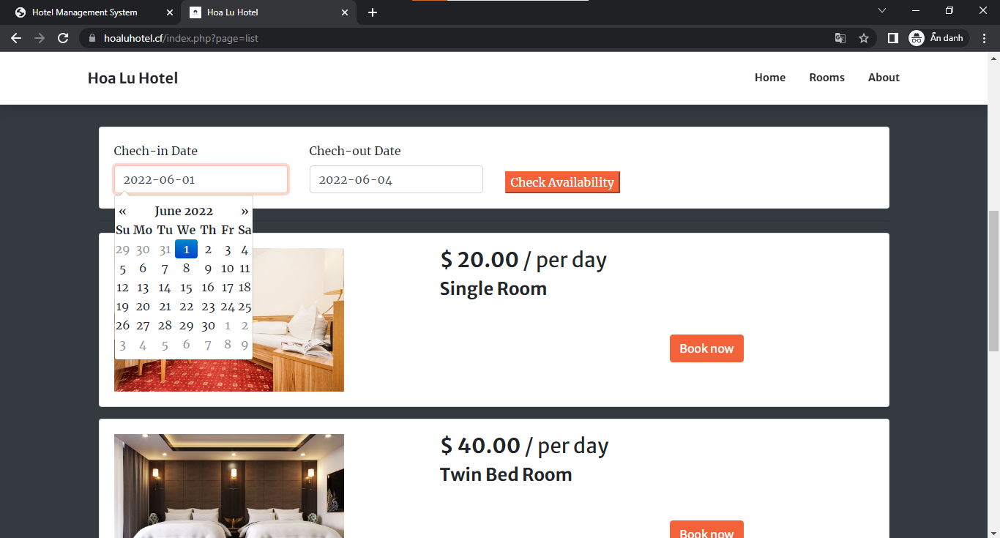 Hotel Management System
Hoa Lu Hotel
hoaluhotel.cf/index.php?page=list
Ẩn danh
Hoa Lu Hotel
Home Rooms About
Chech-in Date
Chech-out Date
2022-06-01
2022-06-04
Check Availability
« June 2022 »
Su Mo Tu We Th Fr Sa
29 30 31 1 2 3 4
5 6 7 8 9 10 11
12 13 14 15 16 17 18
19 20 21 22 23 24 25
26 27 28 29 30 1 2
3 4 5 6 7 8 9
$ 20.00 / per day
Single Room
Book now
$ 40.00 / per day
Twin Bed Room
Book now